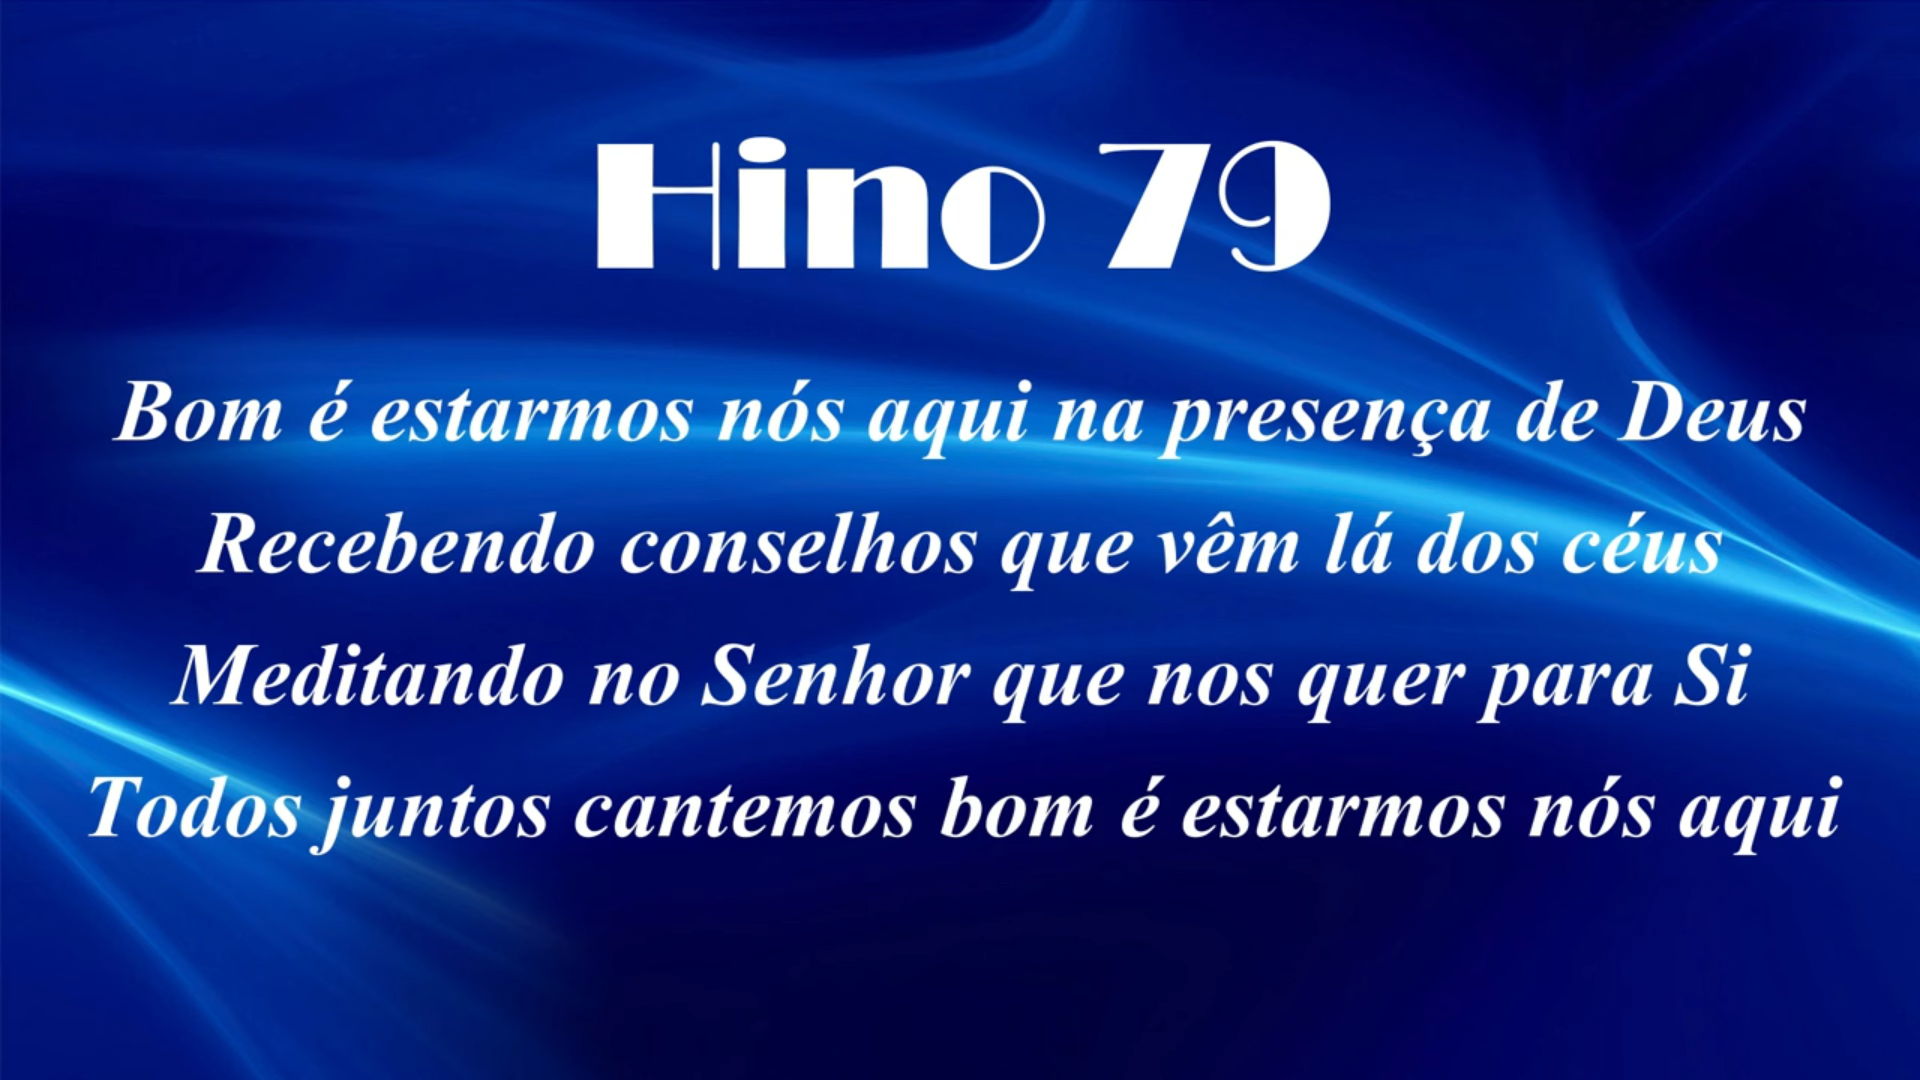 Hino 79
Bom é estarmos nós aqui na presença de Deus
Recebendo conselhos que vêm lá dos céus
Meditando no Senhor que nos quer para Si
Todos juntos cantemos bom é estarmos nós aqui